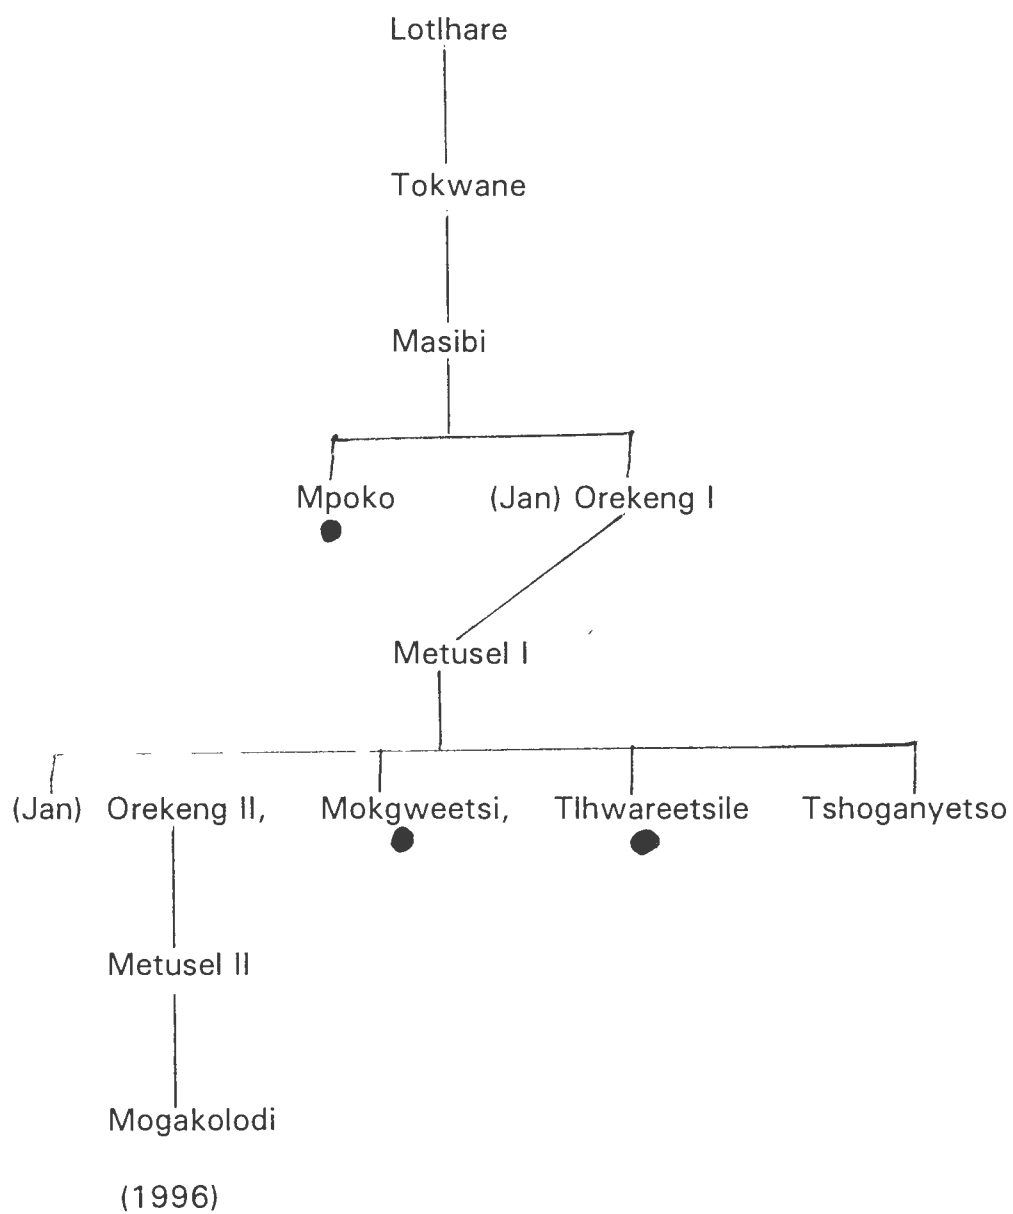 Lotlhare
Tokwane
Masibi
Mpoko (Jan) Orekeng I
Metusel I
(Jan) Orekeng II, Mokgweetsi, Tlhwareetsile Tshoganyetso
Metusel II
Mogakolodi
(1996)